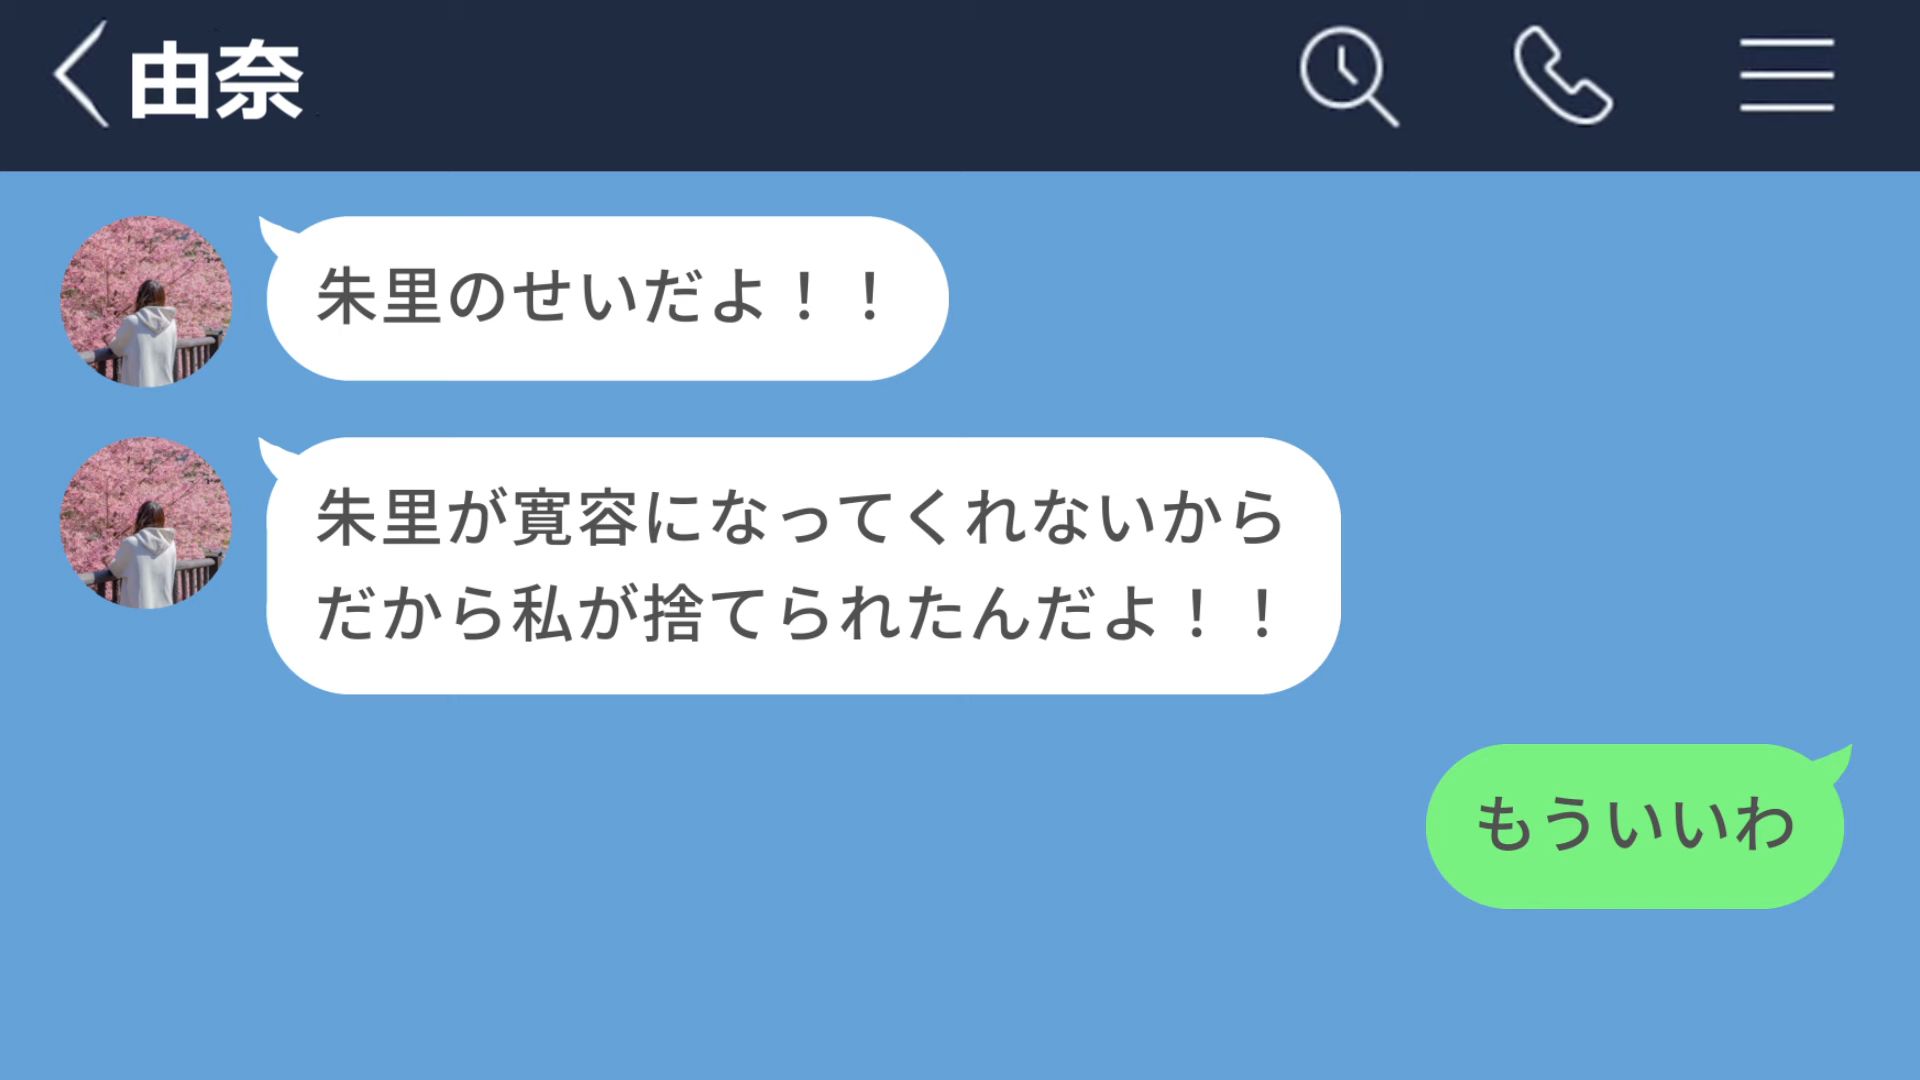 由奈
朱里のせいだよ！！
朱里が寛容になってくれないから
だから私が捨てられたんだよ！！
もういいわ